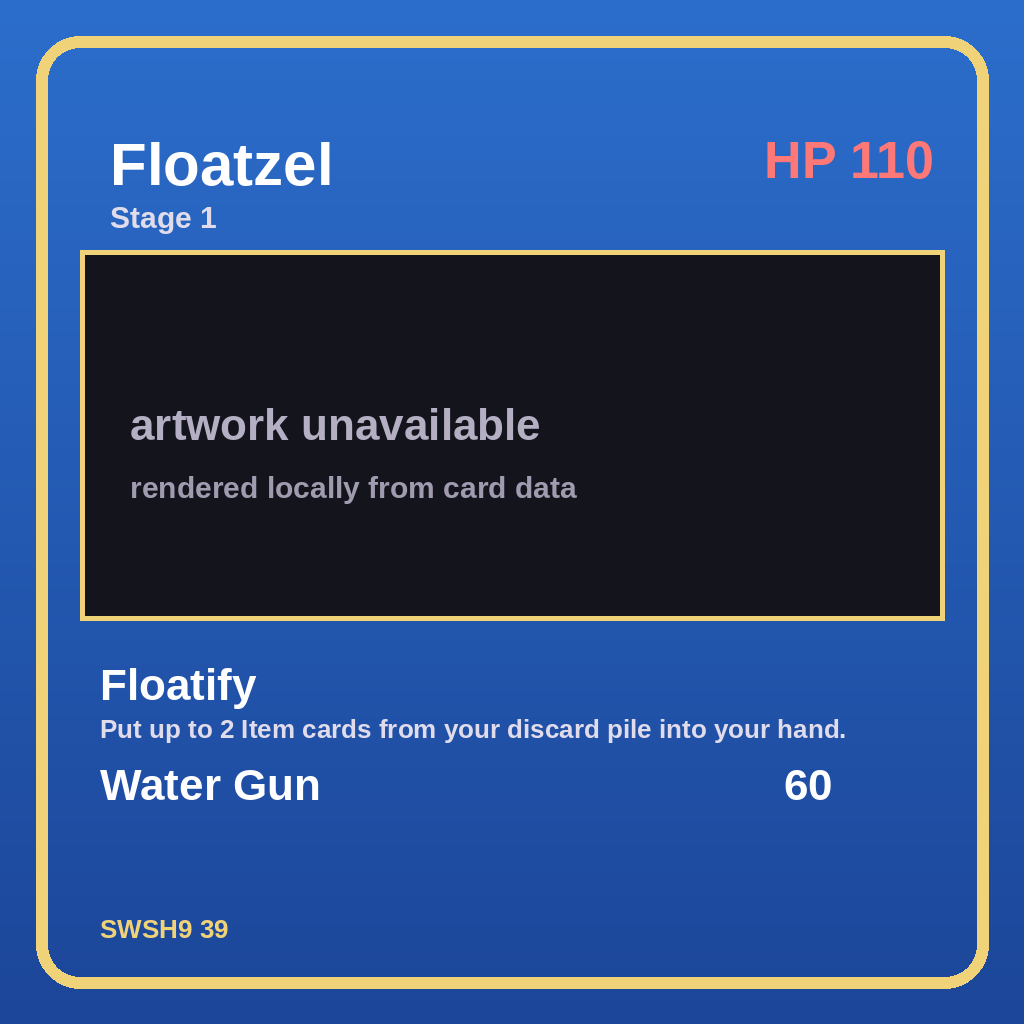 Floatzel
HP 110
Stage 1
artwork unavailable
rendered locally from card data
Floatify
Put up to 2 Item cards from your discard pile into your hand.
Water Gun 60
SWSH9 39